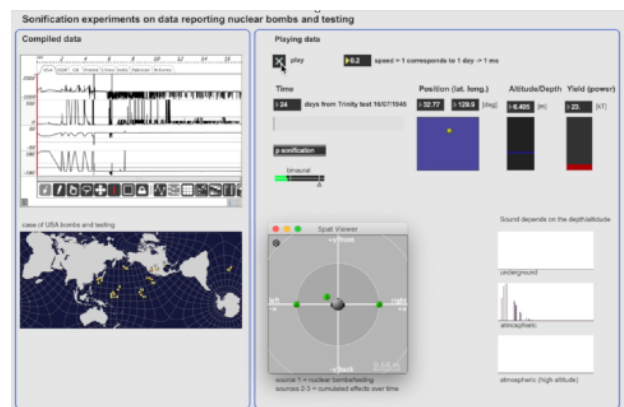 Sonification experiments on data reporting nuclear bombs and testing
Compiled data
Playing data
play
0.2
speed = 1 corresponds to 1 day -> 1 ms
Time
Position (lat. long.)
Altitude/Depth
Yield (power)
24
days from Trinity test 16/07/1945
32.77
129.9
[deg]
6.405
[m]
23.
[kT]
p sonification
binaural
case of USA bombs and testing
Spat Viewer
+y front
left
-x
right
+x
-y back
source 1 = nuclear bombs/testing
sources 2-3 = cumulated effects over time
Sound depends on the depth/altidude
underground
atmospheric
atmospheric (high altitude)